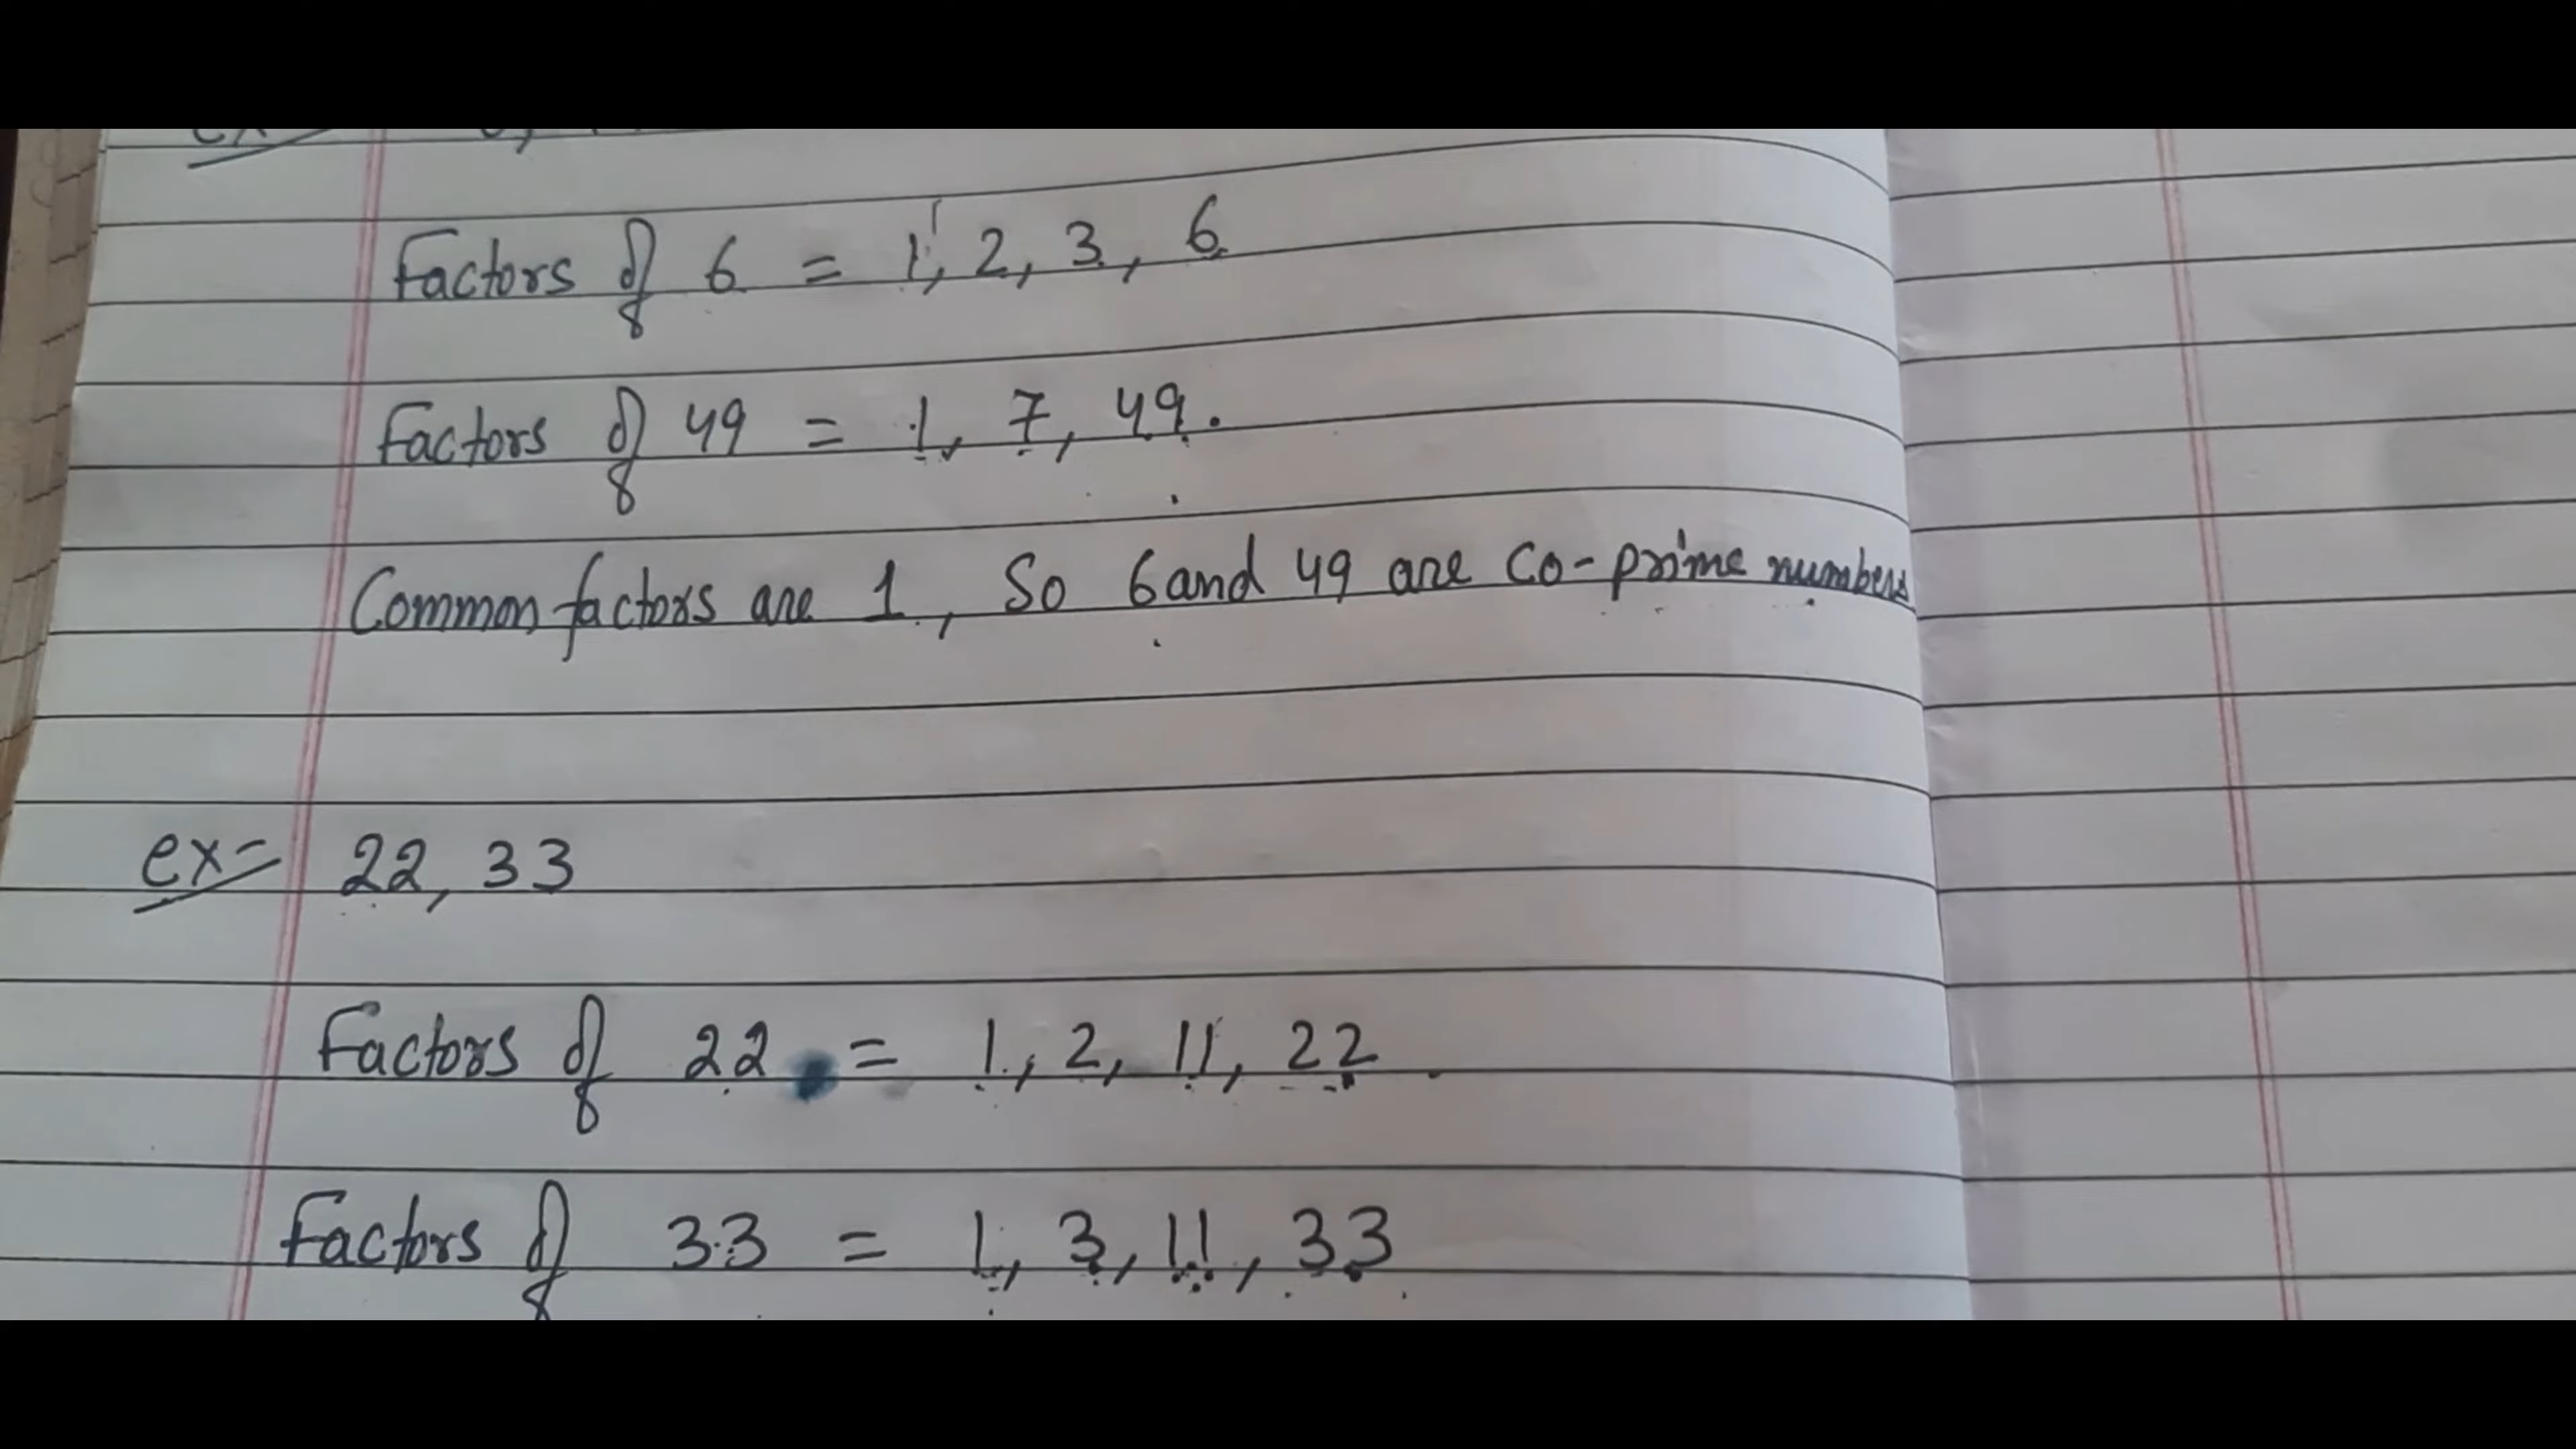 Factors of 6 = 1, 2, 3, 6
Factors of 49 = 1, 7, 49.
Common factors are 1, So 6 and 49 are Co-prime numbers
ex= 22, 33
Factors of 22 = 1, 2, 11, 22
Factors of 33 = 1, 3, 11, 33